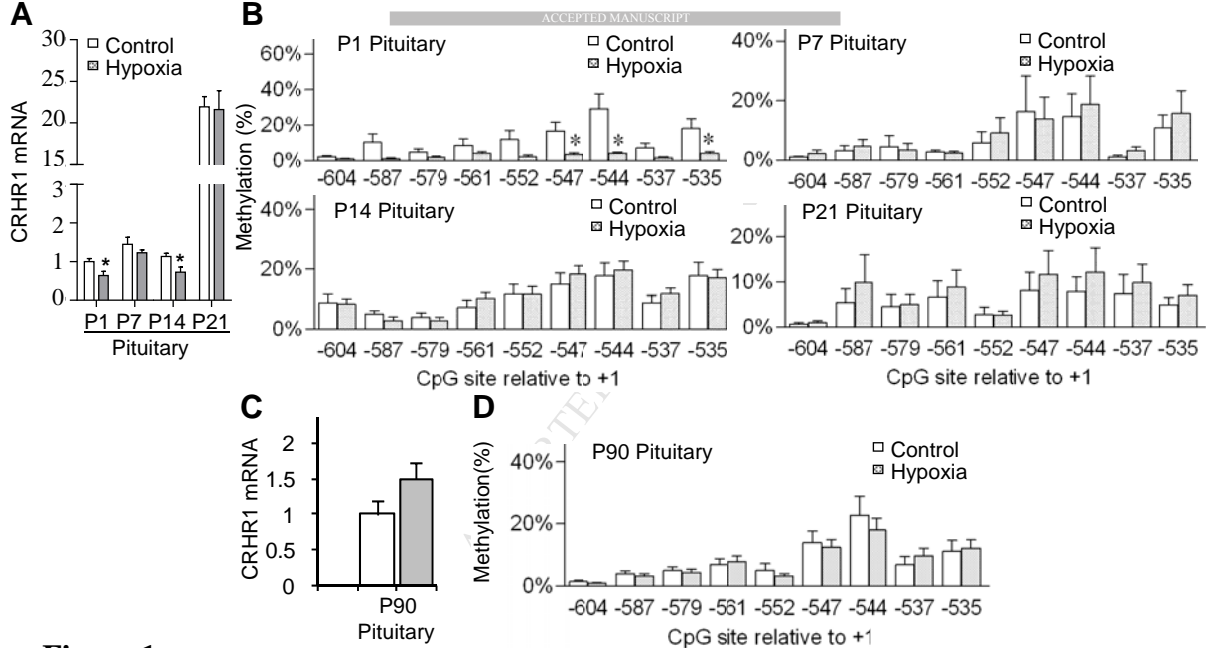 ACCEPTED MANUSCRIPT
A
30
25
20
15
3
2
1
0
CRHR1 mRNA
Control
Hypoxia
*
*
P1 P7 P14 P21
Pituitary
B
Methylation (%)
P1 Pituitary
Control
Hypoxia
60%
40%
20%
0%
* * *
-604 -587 -579 -561 -552 -547 -544 -537 -535
P7 Pituitary
Control
Hypoxia
40%
20%
0%
-604 -587 -579 -561 -552 -547 -544 -537 -535
P14 Pituitary
Control
Hypoxia
40%
20%
0%
-604 -587 -579 -561 -552 -547 -544 -537 -535
CpG site relative to +1
P21 Pituitary
Control
Hypoxia
20%
10%
0%
-604 -587 -579 -561 -552 -547 -544 -537 -535
CpG site relative to +1
C
CRHR1 mRNA
2
1.5
1
0.5
0
P90
Pituitary
D
Methylation(%)
P90 Pituitary
Control
Hypoxia
40%
20%
0%
-604 -587 -579 -561 -552 -547 -544 -537 -535
CpG site relative to +1